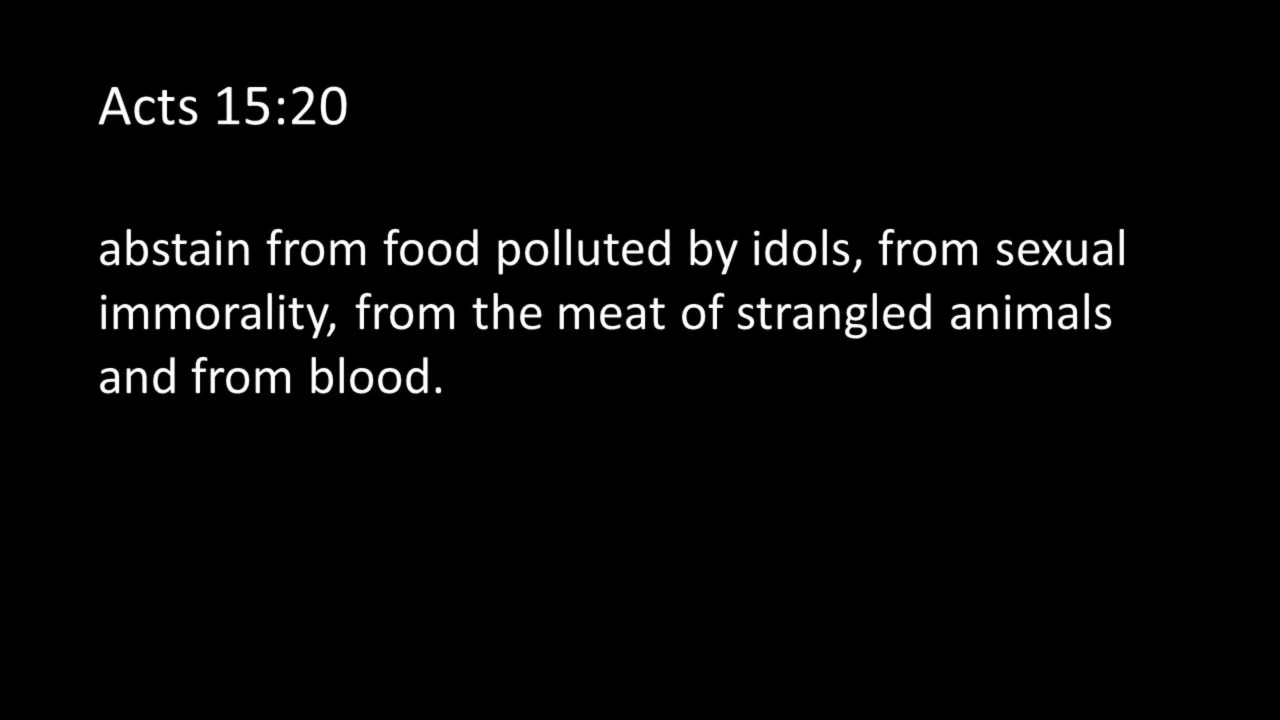 Acts 15:20
abstain from food polluted by idols, from sexual
immorality, from the meat of strangled animals
and from blood.